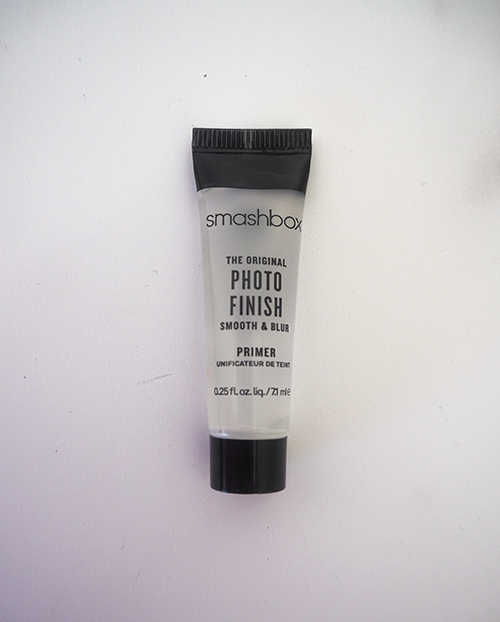 smashbox
THE ORIGINAL
PHOTO
FINISH
SMOOTH & BLUR
PRIMER
UNIFICATEUR DE TEINT
0.25 fl. oz. liq./7.1 ml e